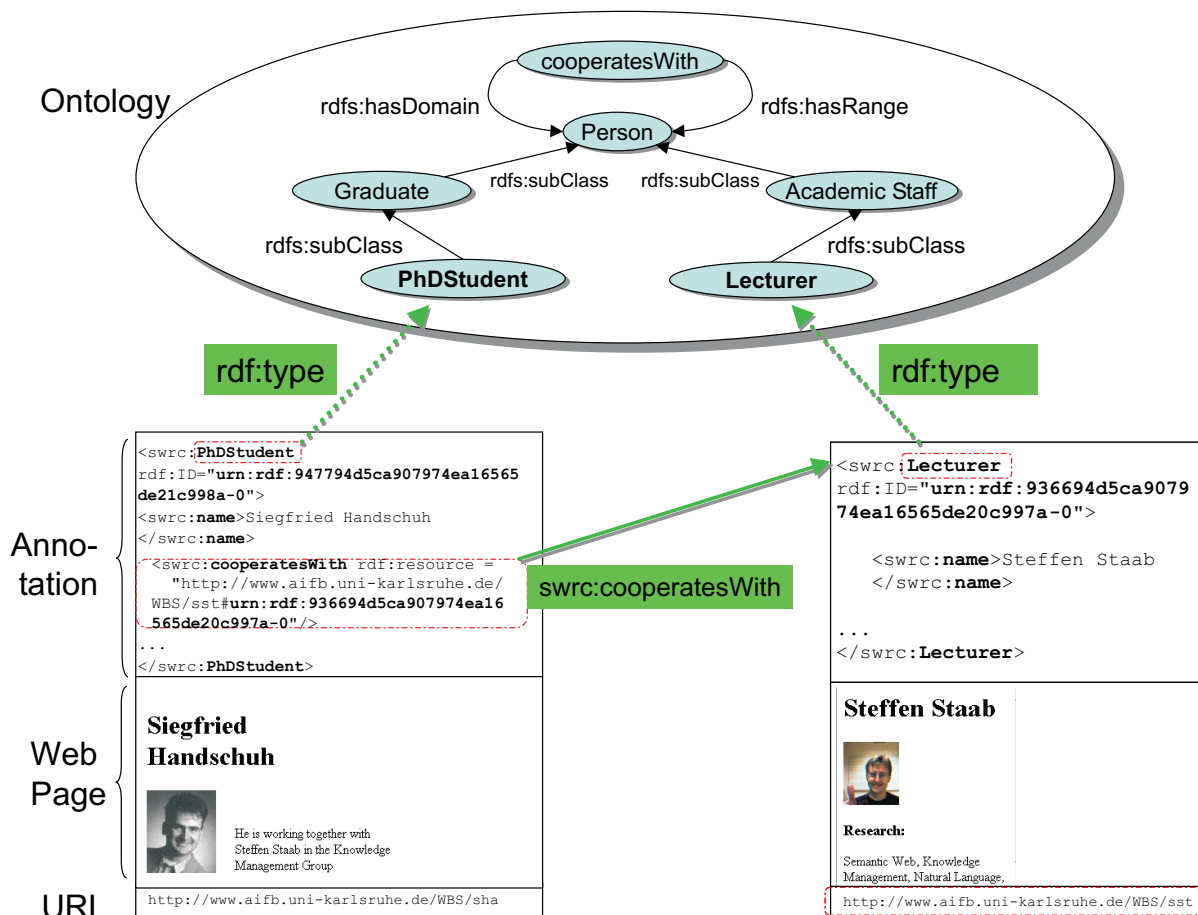 cooperatesWith
Ontology
rdfs:hasDomain
rdfs:hasRange
Person
rdfs:subClass
rdfs:subClass
Graduate
Academic Staff
rdfs:subClass
rdfs:subClass
PhDStudent
Lecturer
rdf:type
rdf:type
Anno-
tation
<swrc:PhDStudent
rdf:ID="urn:rdf:947794d5ca907974ea16565
de21c998a-0">
<swrc:name>Siegfried Handschuh
</swrc:name>
<swrc:cooperatesWith rdf:resource =
"http://www.aifb.uni-karlsruhe.de/
WBS/sst#urn:rdf:936694d5ca907974ea16
565de20c997a-0"/>
...
</swrc:PhDStudent>
swrc:cooperatesWith
<swrc:Lecturer
rdf:ID="urn:rdf:936694d5ca9079
74ea16565de20c997a-0">
<swrc:name>Steffen Staab
</swrc:name>
...
</swrc:Lecturer>
Web
Page
Siegfried
Handschuh
He is working together with
Steffen Staab in the Knowledge
Management Group
Steffen Staab
Research:
Semantic Web, Knowledge
Management, Natural Language,
URI
http://www.aifb.uni-karlsruhe.de/WBS/sha
http://www.aifb.uni-karlsruhe.de/WBS/sst